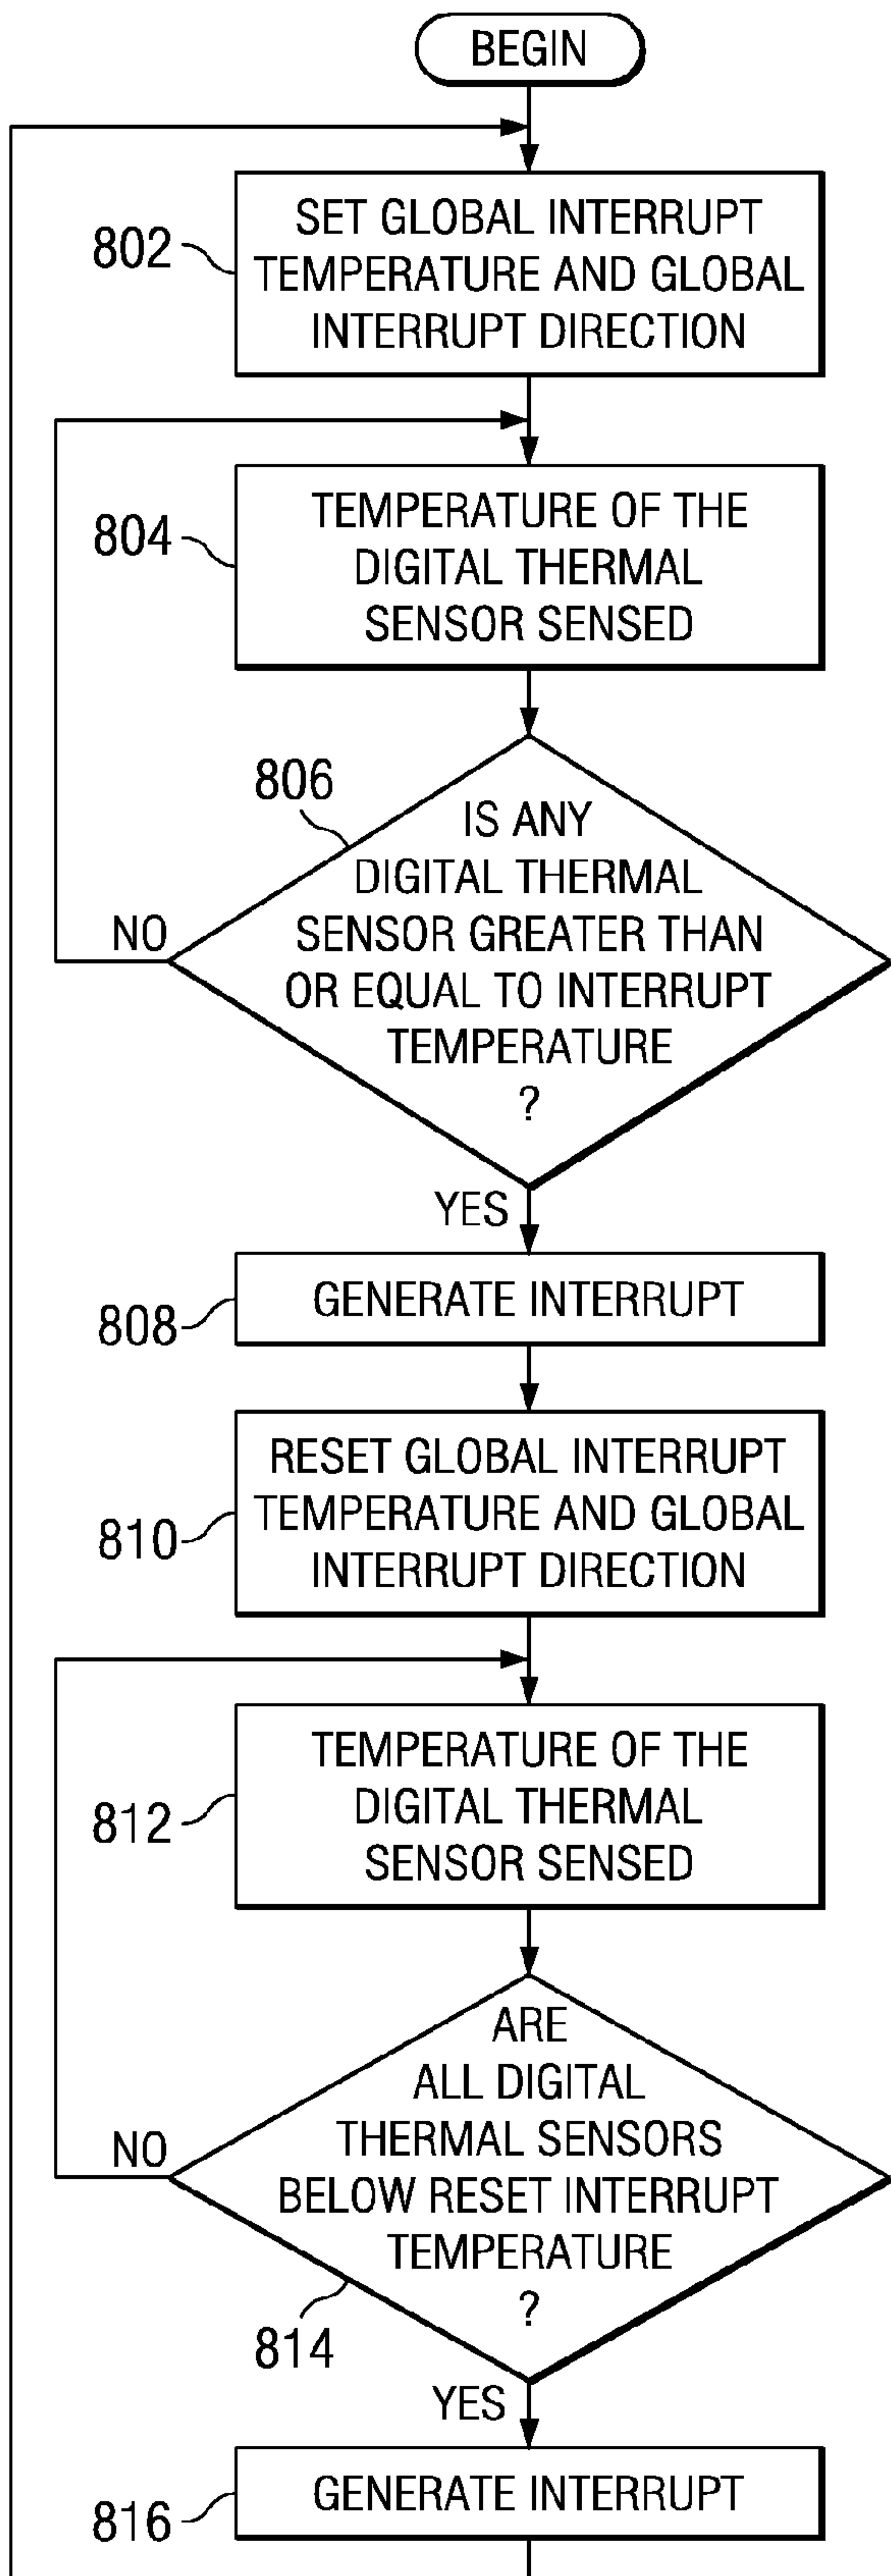 BEGIN
802
SET GLOBAL INTERRUPT
TEMPERATURE AND GLOBAL
INTERRUPT DIRECTION
804
TEMPERATURE OF THE
DIGITAL THERMAL
SENSOR SENSED
806
IS ANY
DIGITAL THERMAL
SENSOR GREATER THAN
OR EQUAL TO INTERRUPT
TEMPERATURE
?
NO
YES
808
GENERATE INTERRUPT
810
RESET GLOBAL INTERRUPT
TEMPERATURE AND GLOBAL
INTERRUPT DIRECTION
812
TEMPERATURE OF THE
DIGITAL THERMAL
SENSOR SENSED
ARE
ALL DIGITAL
THERMAL SENSORS
BELOW RESET INTERRUPT
TEMPERATURE
?
NO
814
YES
816
GENERATE INTERRUPT